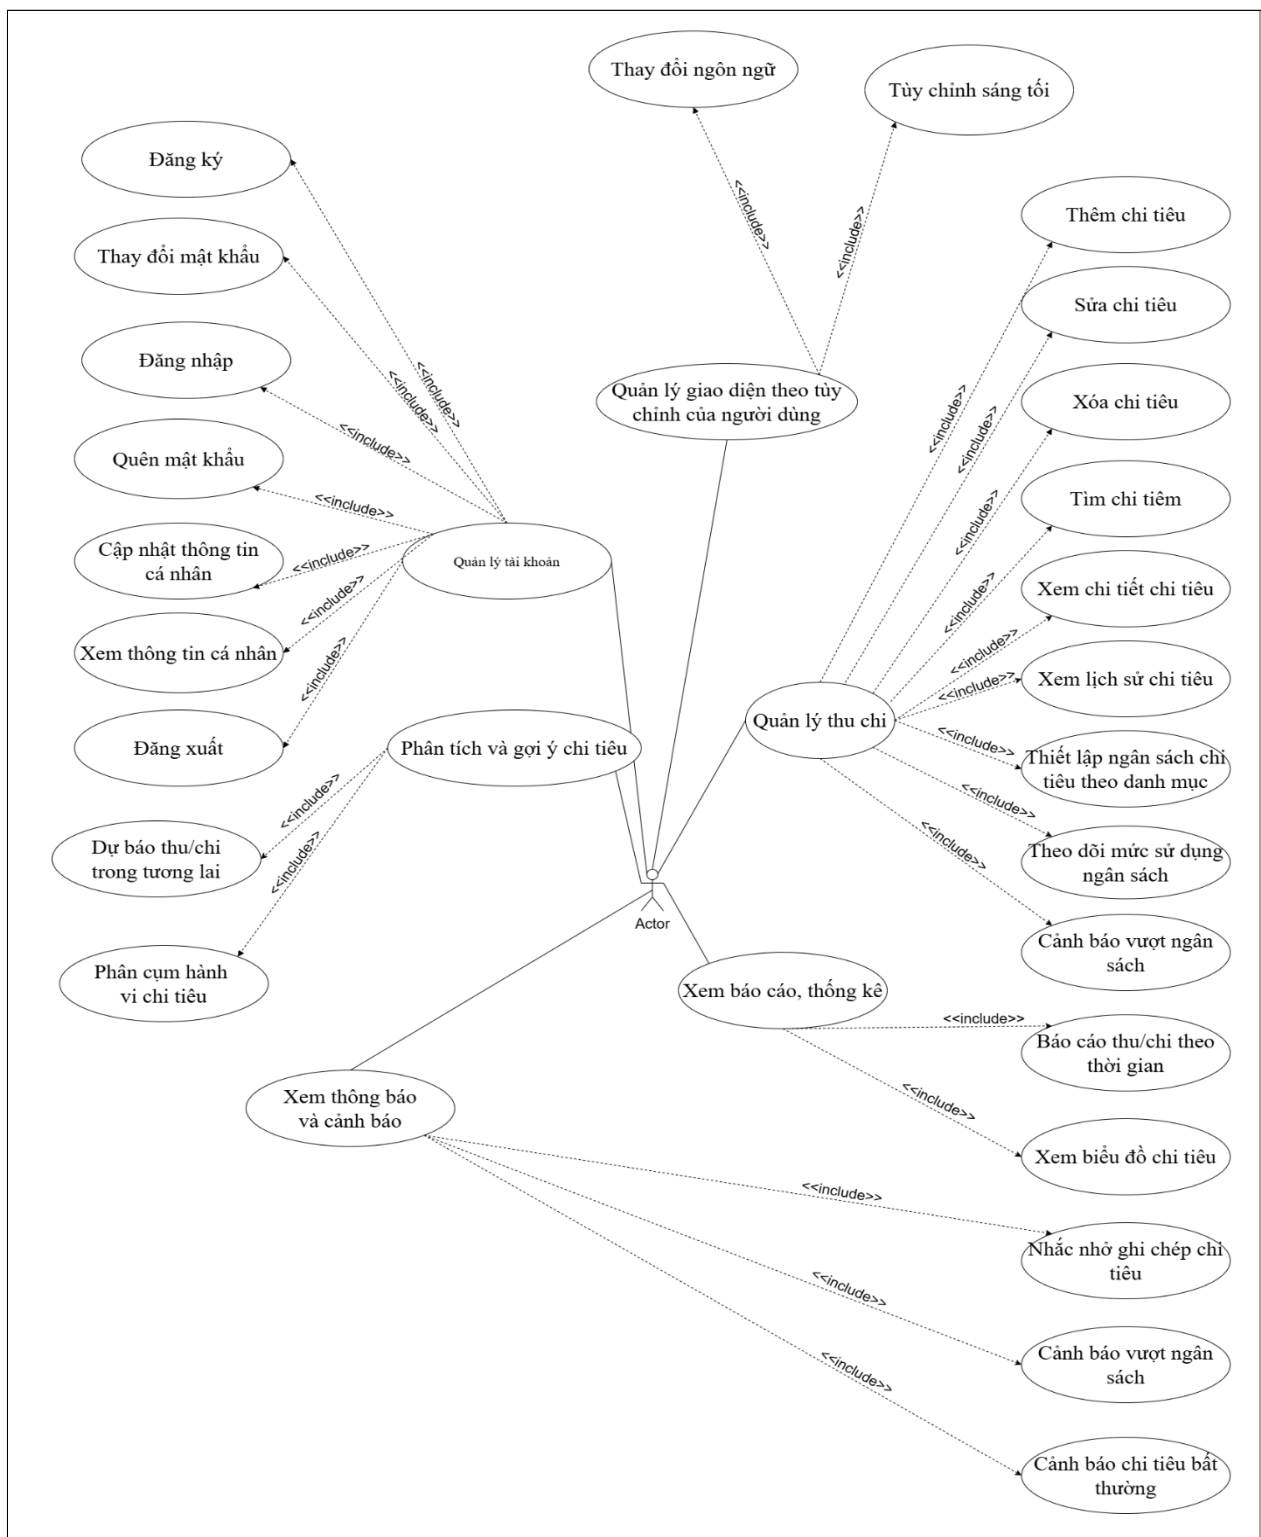 Thay đổi ngôn ngữ
Tùy chỉnh sáng tối
<<include>>
<<include>>
Quản lý giao diện theo tùy
chỉnh của người dùng
Đăng ký
Thay đổi mật khẩu
Đăng nhập
Quên mật khẩu
Cập nhật thông tin
cá nhân
Xem thông tin cá nhân
Đăng xuất
<<include>>
<<include>>
<<include>>
<<include>>
<<include>>
<<include>>
<<include>>
Quản lý tài khoản
Thêm chi tiêu
Sửa chi tiêu
Xóa chi tiêu
Tìm chi tiêm
Xem chi tiết chi tiêu
Xem lịch sử chi tiêu
Thiết lập ngân sách chi
tiêu theo danh mục
Theo dõi mức sử dụng
ngân sách
Cảnh báo vượt ngân
sách
<<include>>
<<include>>
<<include>>
<<include>>
<<include>>
<<include>>
<<include>>
<<include>>
<<include>>
Quản lý thu chi
Phân tích và gợi ý chi tiêu
<<include>>
<<include>>
Dự báo thu/chi
trong tương lai
Phân cụm hành
vi chi tiêu
Actor
Xem báo cáo, thống kê
<<include>>
<<include>>
Báo cáo thu/chi theo
thời gian
Xem biểu đồ chi tiêu
Xem thông báo
và cảnh báo
<<include>>
<<include>>
<<include>>
Nhắc nhở ghi chép chi
tiêu
Cảnh báo vượt ngân
sách
Cảnh báo chi tiêu bất
thường